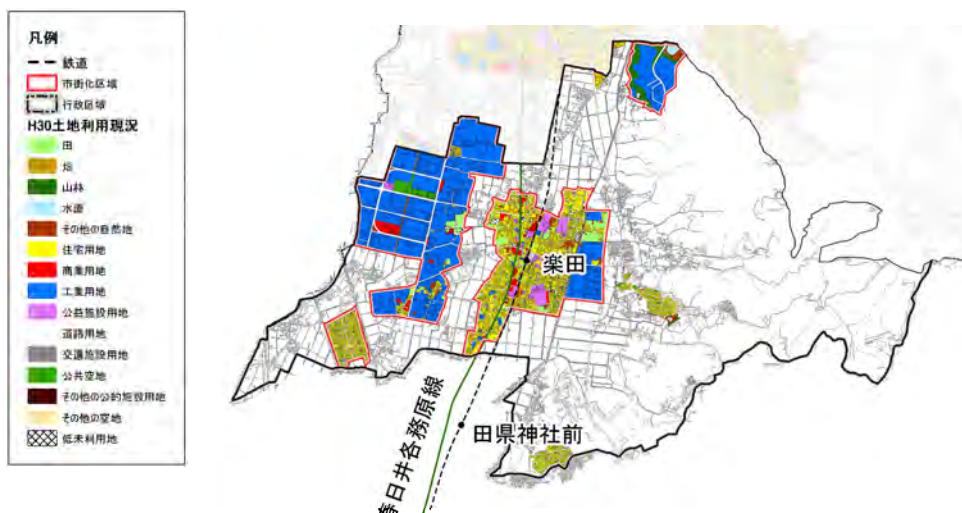 凡例
鉄道
市街化区域
行政区域
H30土地利用現況
田
畑
山林
水面
その他の自然地
住宅用地
商業用地
工業用地
公益施設用地
道路用地
交通施設用地
公共空地
その他の公的施設用地
その他の空地
低未利用地
楽田
田県神社前
春日井各務原線